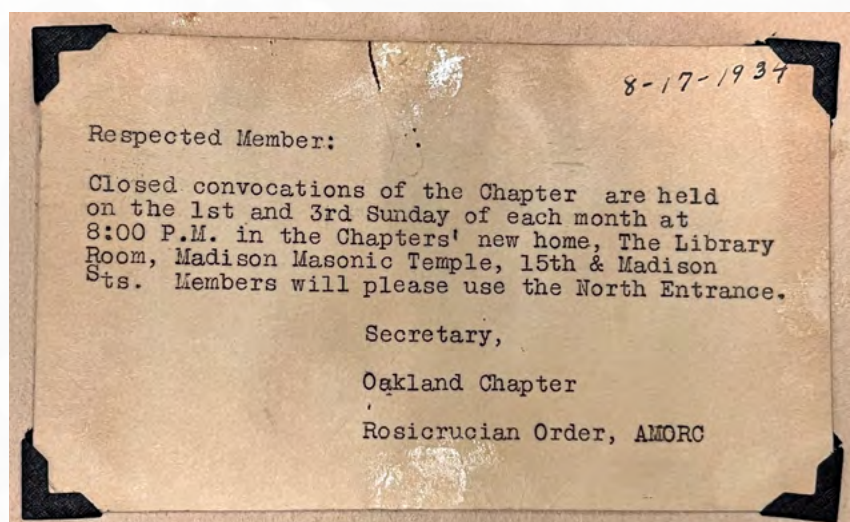 8-17-1934
Respected Member:
Closed convocations of the Chapter are held
on the 1st and 3rd Sunday of each month at
8:00 P.M. in the Chapters' new home, The Library
Room, Madison Masonic Temple, 15th & Madison
Sts. Members will please use the North Entrance.
Secretary,
Oakland Chapter
Rosicrucian Order, AMORC